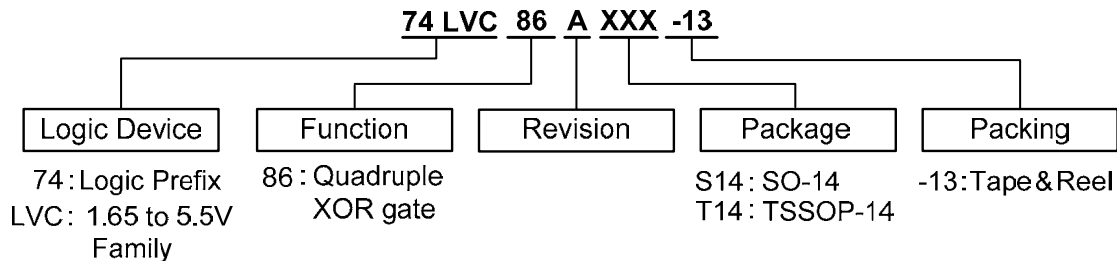 74 LVC 86 A XXX -13
Logic Device
Function
Revision
Package
Packing
74 : Logic Prefix
LVC : 1.65 to 5.5V
Family
86 : Quadruple
XOR gate
S14 : SO-14
T14 : TSSOP-14
-13 : Tape & Reel